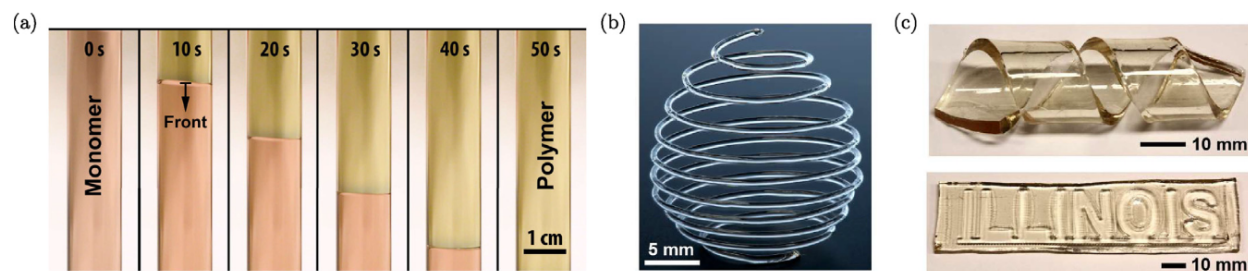 (a)
0 s 10 s 20 s 30 s 40 s 50 s
Monomer
Front
Polymer
1 cm
(b)
5 mm
(c)
10 mm
ILLINOIS
10 mm